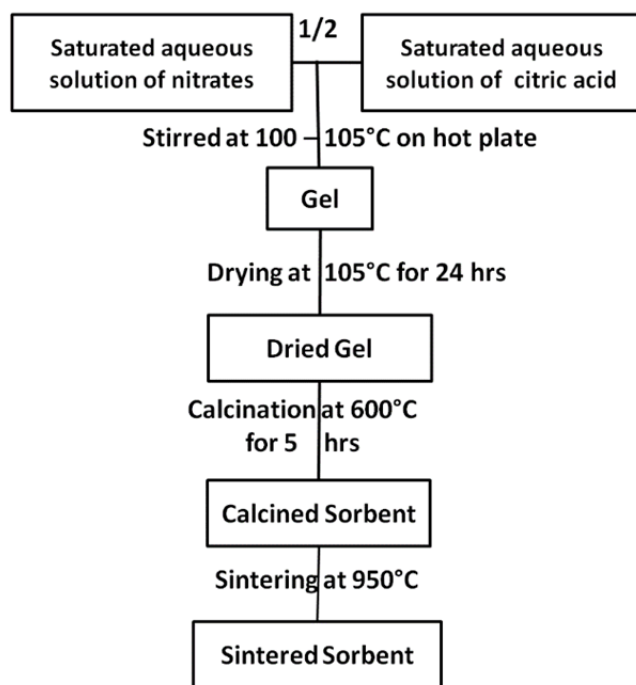 1/2
Saturated aqueous
solution of nitrates
Saturated aqueous
solution of citric acid
Stirred at 100 – 105°C on hot plate
Gel
Drying at 105°C for 24 hrs
Dried Gel
Calcination at 600°C
for 5 hrs
Calcined Sorbent
Sintering at 950°C
Sintered Sorbent